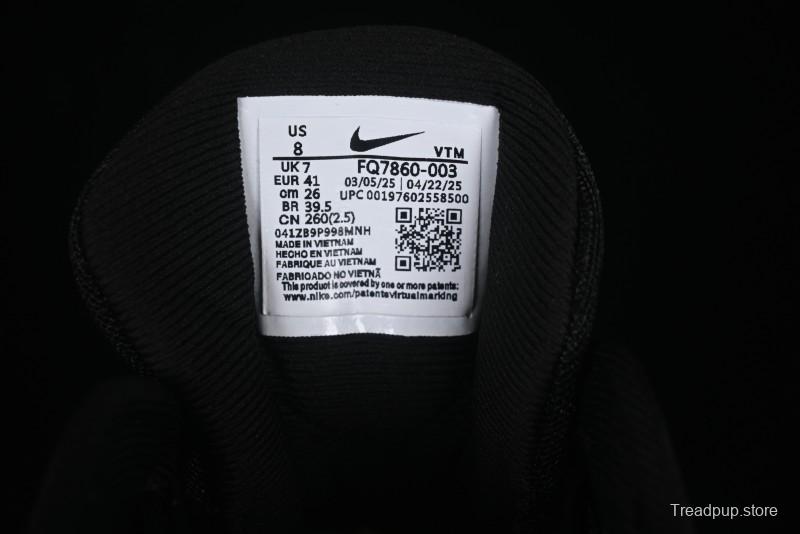 US
8
VTM
UK 7
FQ7860-003
EUR 41
03/05/25 | 04/22/25
cm 26
UPC 00197602558500
BR 39.5
CN 260(2.5)
041ZB9P998MNH
MADE IN VIETNAM
HECHO EN VIETNAM
FABRIQUE AU VIETNAM
FABRICADO NO VIETNÃ
This product is covered by one or more patents:
www.nike.com/patentsvirtualmarking
Treadpup.store